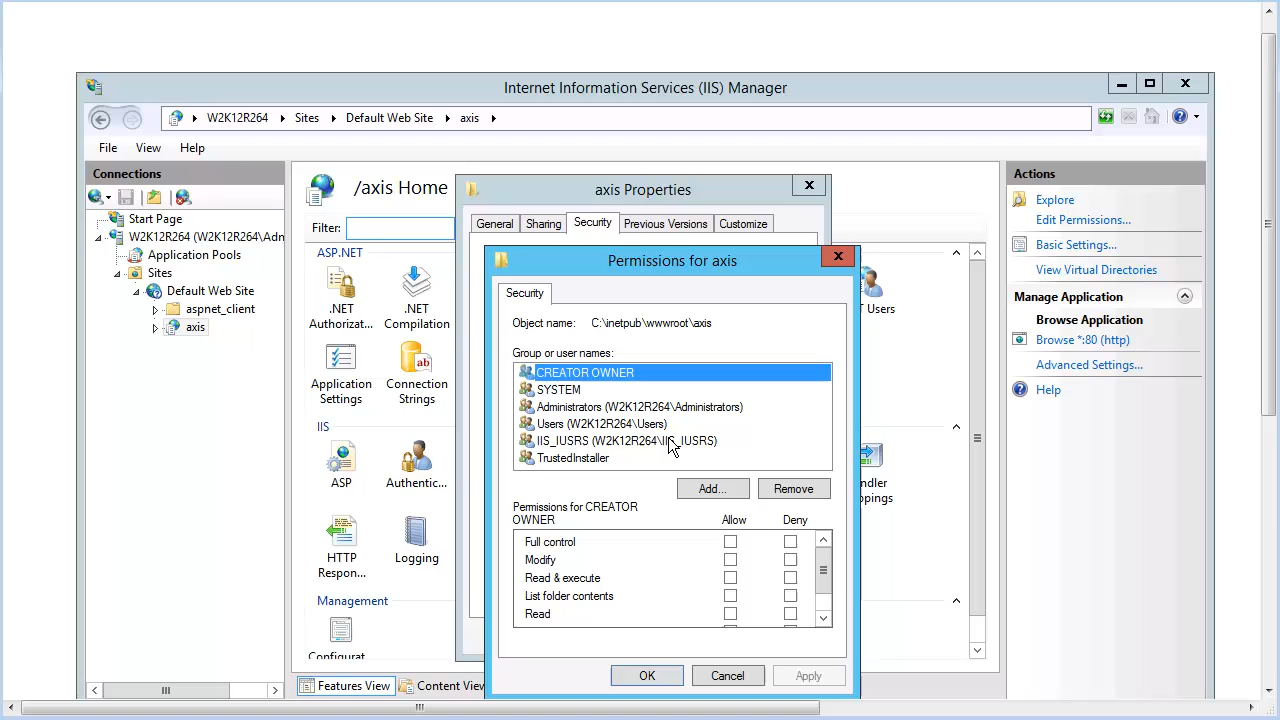 Internet Information Services (IIS) Manager
W2K12R264
Sites
Default Web Site
axis
File
View
Help
Connections
Start Page
W2K12R264 (W2K12R264\Adm
Application Pools
Sites
Default Web Site
aspnet_client
axis
/axis Home
Filter:
ASP.NET
.NET
Authorizat...
.NET
Compilation
Application
Settings
Connection
Strings
IIS
ASP
Authentic...
HTTP
Respon...
Logging
Management
Configurat
Features View
Content View
axis Properties
General
Sharing
Security
Previous Versions
Customize
Permissions for axis
Security
Object name: C:\inetpub\wwwroot\axis
Group or user names:
CREATOR OWNER
SYSTEM
Administrators (W2K12R264\Administrators)
Users (W2K12R264\Users)
IIS_IUSRS (W2K12R264\IIS_IUSRS)
TrustedInstaller
Add...
Remove
Permissions for CREATOR
OWNER
Allow
Deny
Full control
Modify
Read & execute
List folder contents
Read
OK
Cancel
Apply
Users
ndler
ppings
Actions
Explore
Edit Permissions...
Basic Settings...
View Virtual Directories
Manage Application
Browse Application
Browse *:80 (http)
Advanced Settings...
Help